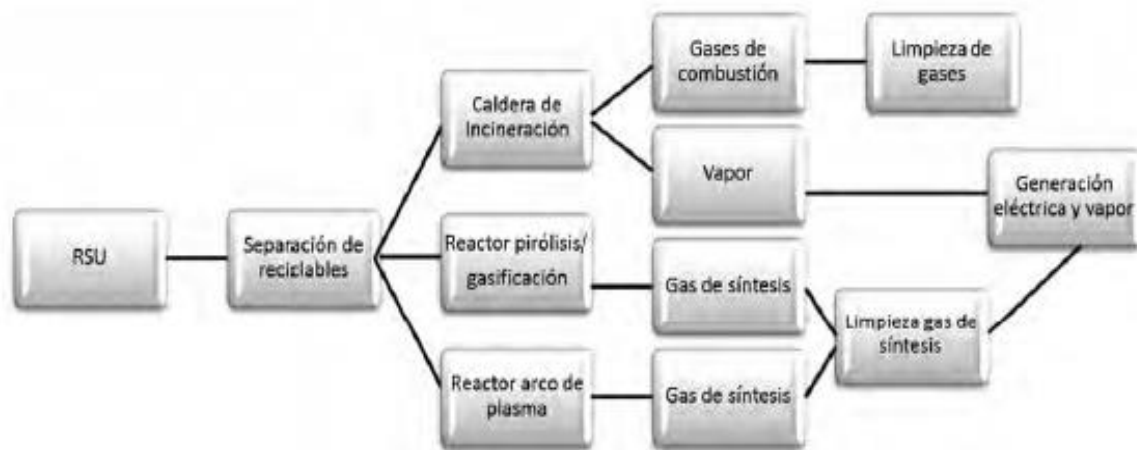 RSU
Separación de
reciclables
Caldera de
Incineración
Reactor pirólisis/
gasificación
Reactor arco de
plasma
Gases de
combustión
Vapor
Gas de síntesis
Gas de síntesis
Limpieza de
gases
Limpieza gas de
síntesis
Generación
eléctrica y vapor